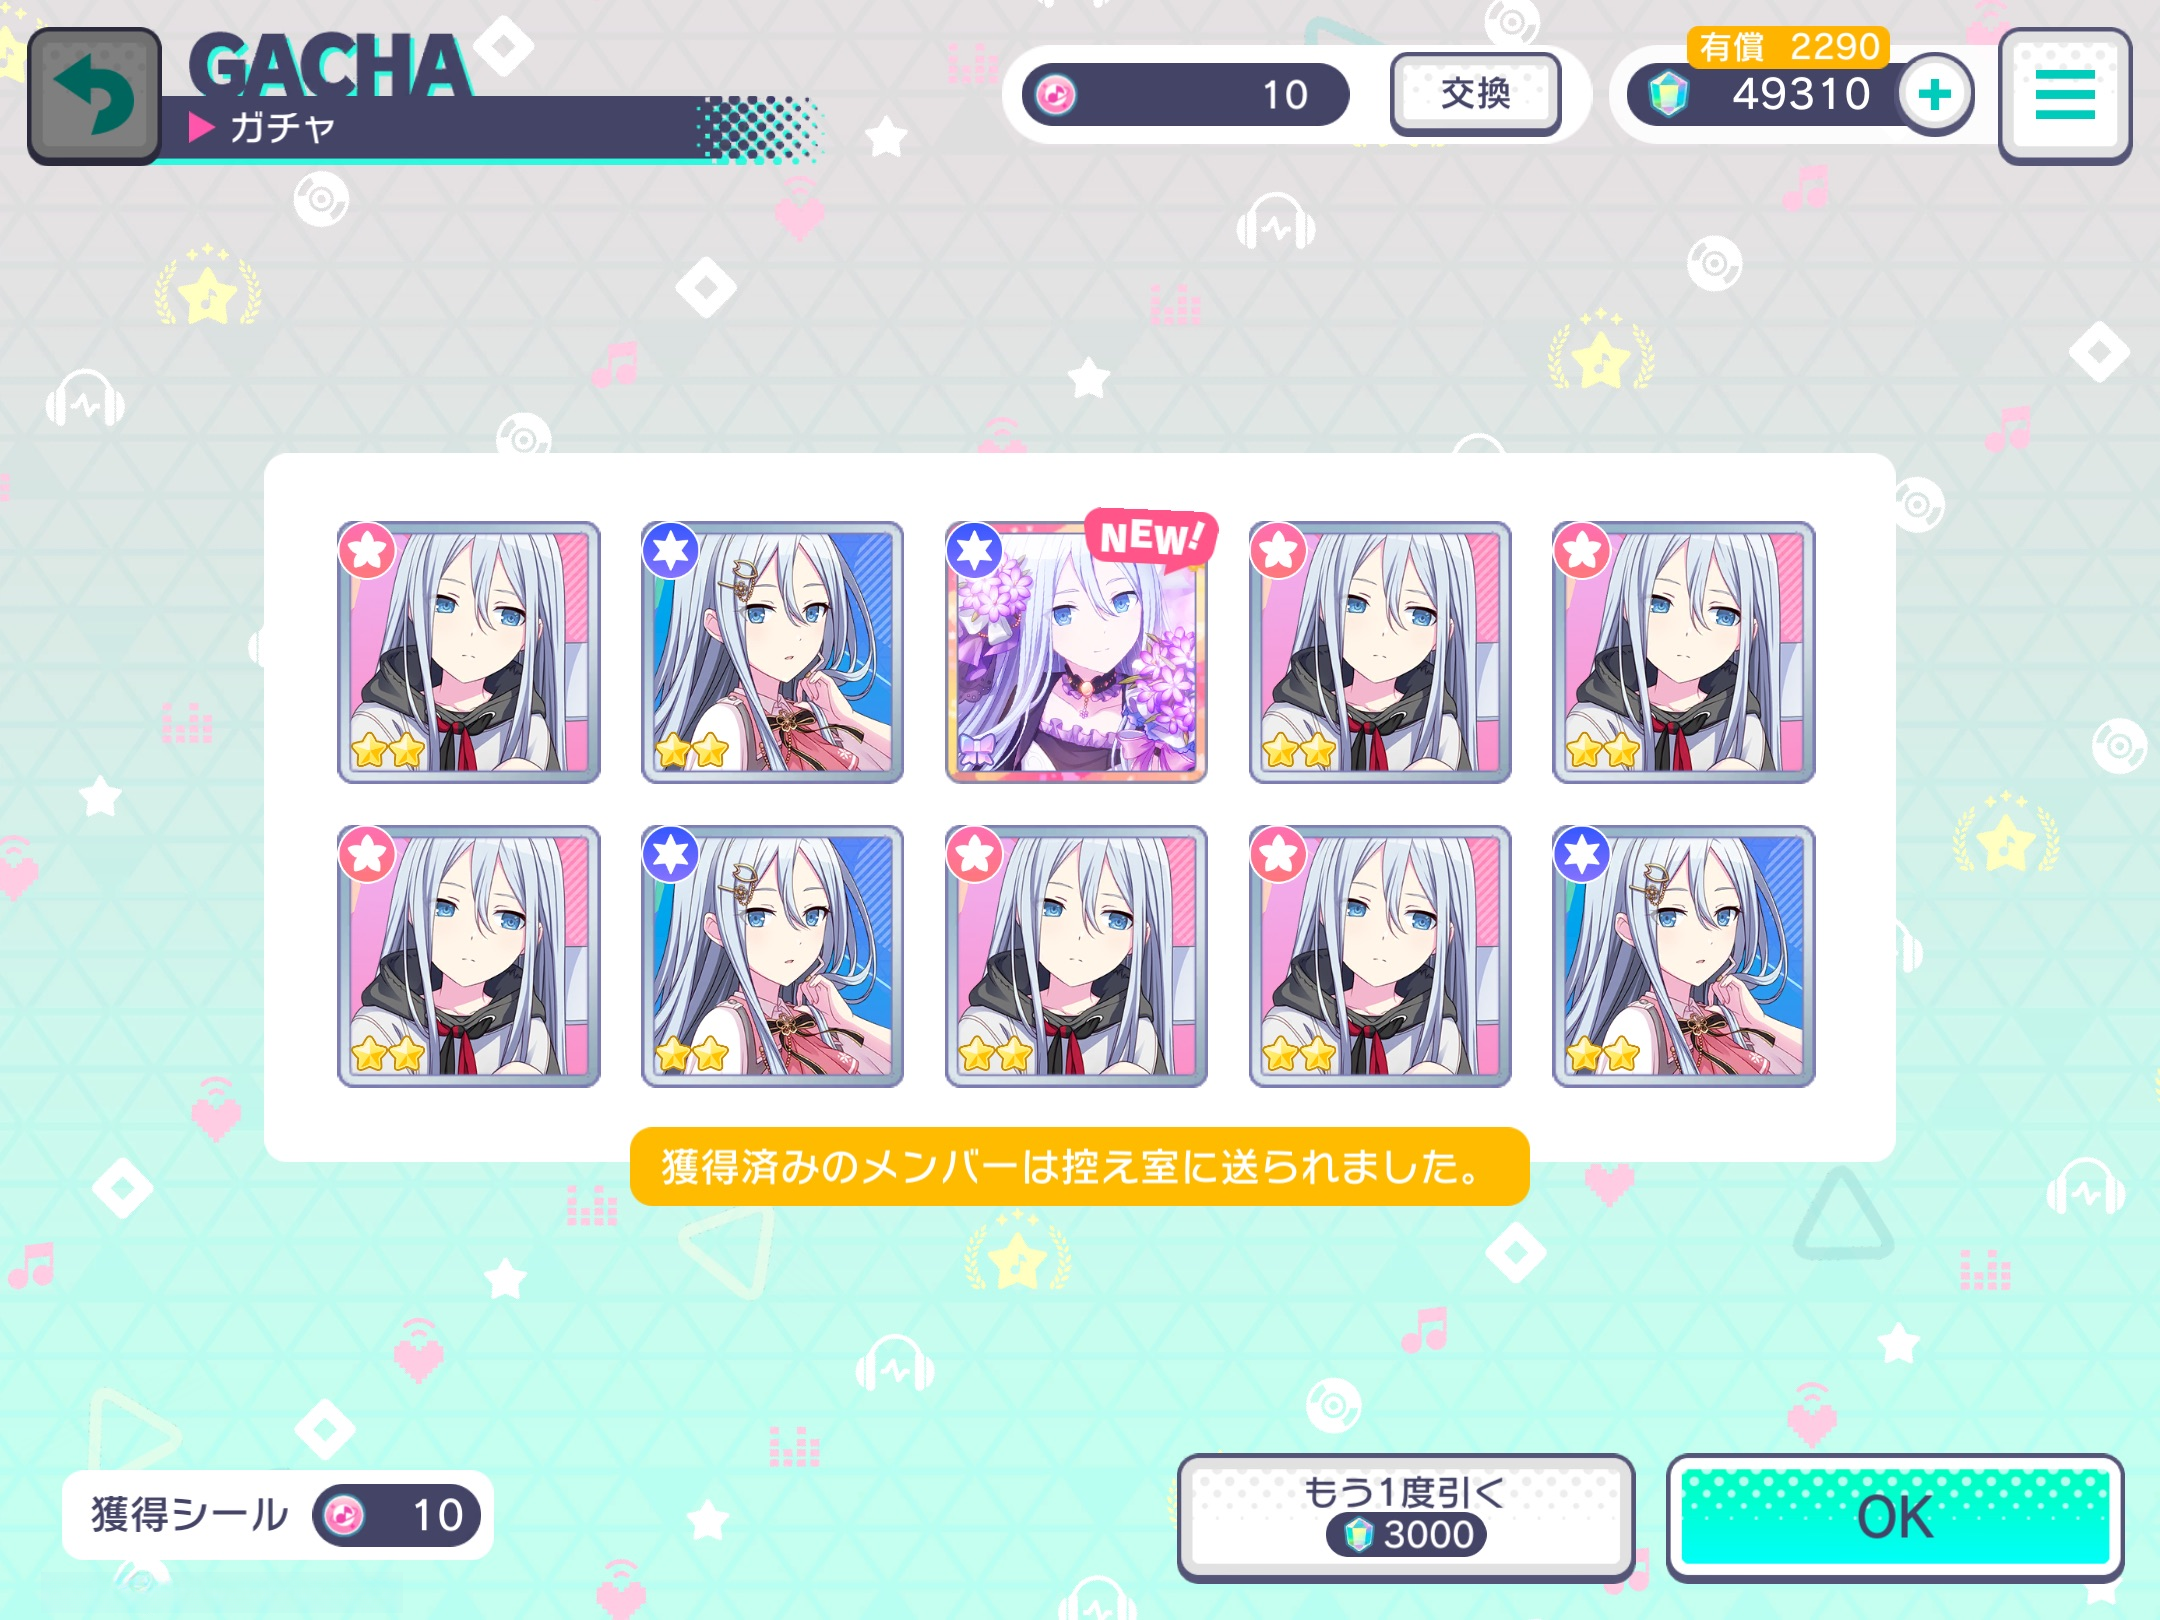 GACHA
ガチャ
10
交換
有償 2290
49310
NEW!
獲得済みのメンバーは控え室に送られました。
獲得シール 10
もう1度引く
3000
OK